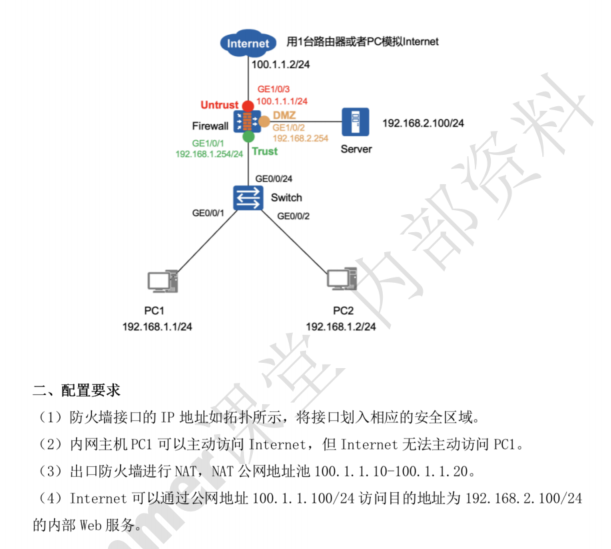 Internet 用1台路由器或者PC模拟Internet
100.1.1.2/24
GE1/0/3
Untrust 100.1.1.1/24
DMZ
Firewall GE1/0/2 192.168.2.100/24
GE1/0/1 192.168.2.254
192.168.1.254/24 Trust Server
GE0/0/24
Switch
GE0/0/1 GE0/0/2
PC1 PC2
192.168.1.1/24 192.168.1.2/24
二、配置要求
(1)防火墙接口的 IP 地址如拓扑所示，将接口划入相应的安全区域。
(2)内网主机 PC1 可以主动访问 Internet，但 Internet 无法主动访问 PC1。
(3)出口防火墙进行 NAT，NAT 公网地址池 100.1.1.10-100.1.1.20。
(4)Internet 可以通过公网地址 100.1.1.100/24 访问目的地址为 192.168.2.100/24
的内部 Web 服务。
mmer课堂 内部资料